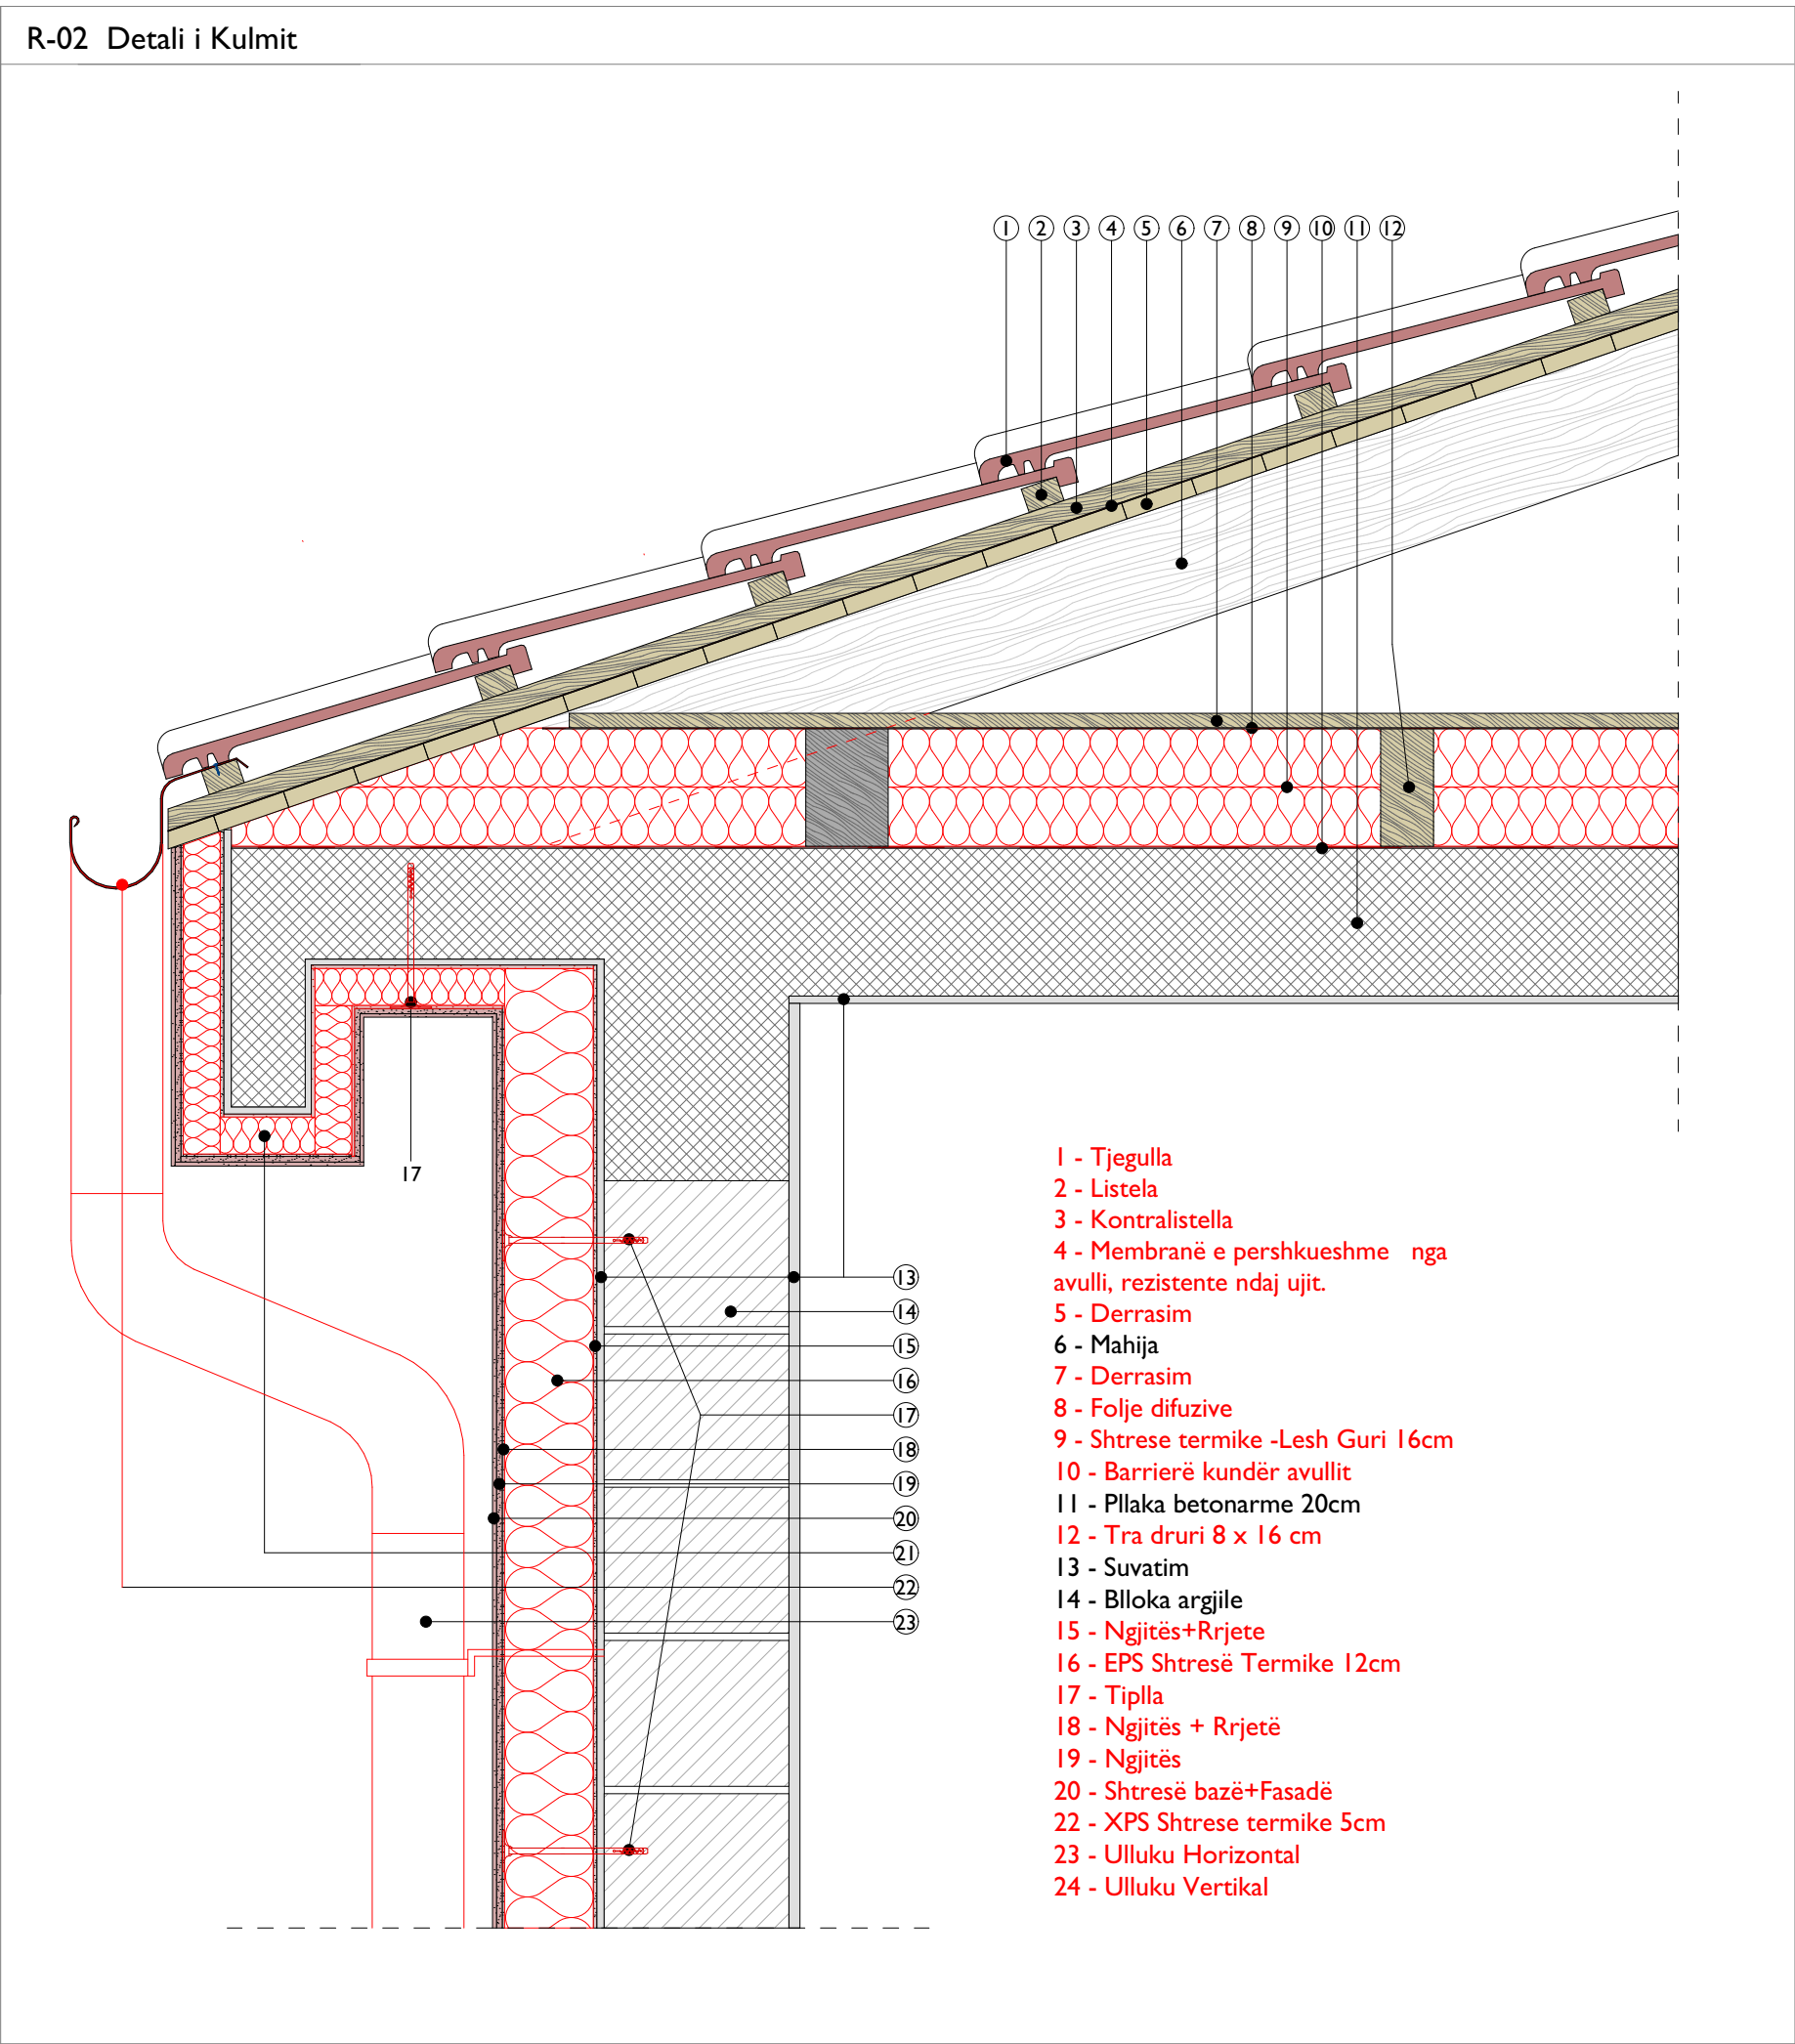 R-02 Detali i Kulmit
1 2 3 4 5 6 7 8 9 10 11 12
17
13
14
15
16
17
18
19
20
21
22
23
1 - Tjegulla
2 - Listela
3 - Kontralistella
4 - Membranë e pershkueshme nga
avulli, rezistente ndaj ujit.
5 - Derrasim
6 - Mahija
7 - Derrasim
8 - Folje difuzive
9 - Shtrese termike -Lesh Guri 16cm
10 - Barrierë kundër avullit
11 - Pllaka betonarme 20cm
12 - Tra druri 8 x 16 cm
13 - Suvatim
14 - Blloka argjile
15 - Ngjitës+Rrjete
16 - EPS Shtresë Termike 12cm
17 - Tiplla
18 - Ngjitës + Rrjetë
19 - Ngjitës
20 - Shtresë bazë+Fasadë
22 - XPS Shtrese termike 5cm
23 - Ulluku Horizontal
24 - Ulluku Vertikal